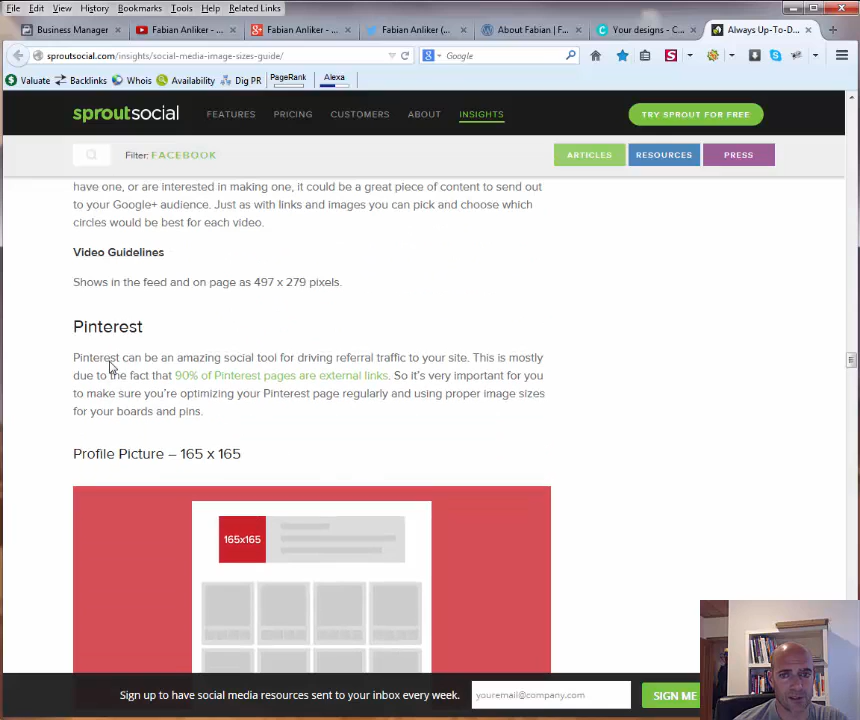 File Edit View History Bookmarks Tools Help Related Links
Business Manager Fabian Anliker - ... Fabian Anliker - ... Fabian Anliker (... About Fabian | F... Your designs - C... Always Up-To-D...
sproutsocial.com/insights/social-media-image-sizes-guide/ Google
Valuate Backlinks Whois Availability Dig PR PageRank Alexa
sproutsocial FEATURES PRICING CUSTOMERS ABOUT INSIGHTS TRY SPROUT FOR FREE
Filter: FACEBOOK ARTICLES RESOURCES PRESS
have one, or are interested in making one, it could be a great piece of content to send out
to your Google+ audience. Just as with links and images you can pick and choose which
circles would be best for each video.
Video Guidelines
Shows in the feed and on page as 497 x 279 pixels.
Pinterest
Pinterest can be an amazing social tool for driving referral traffic to your site. This is mostly
due to the fact that 90% of Pinterest pages are external links. So it's very important for you
to make sure you're optimizing your Pinterest page regularly and using proper image sizes
for your boards and pins.
Profile Picture – 165 x 165
165x165
Sign up to have social media resources sent to your inbox every week. youremail@company.com SIGN ME